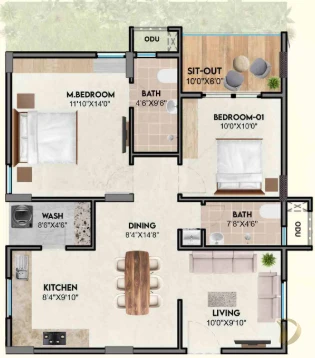 ODU
SIT-OUT
10'0"X6'0"
M.BEDROOM
11'10"X14'0"
BATH
4'6"X9'6"
BEDROOM-01
10'0"X10'0"
WASH
8'6"X4'6"
DINING
8'4"X14'8"
BATH
7'8"X4'6"
ODU
KITCHEN
8'4"X9'10"
LIVING
10'0"X9'10"